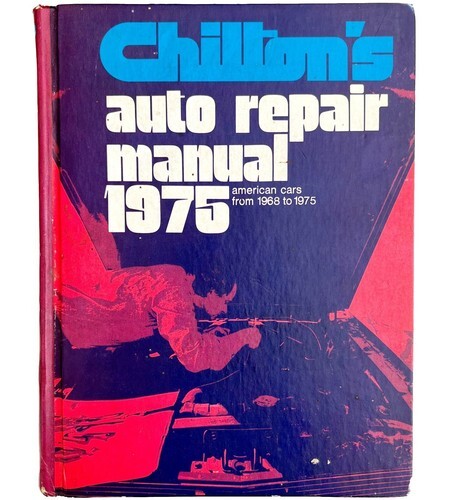 Chilton's
auto repair
manual
1975
american cars
from 1968 to 1975